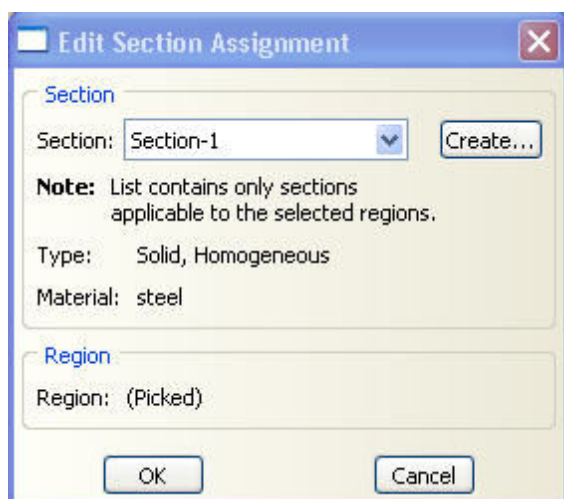 Edit Section Assignment
Section
Section: Section-1 Create...
Note: List contains only sections
applicable to the selected regions.
Type: Solid, Homogeneous
Material: steel
Region
Region: (Picked)
OK Cancel